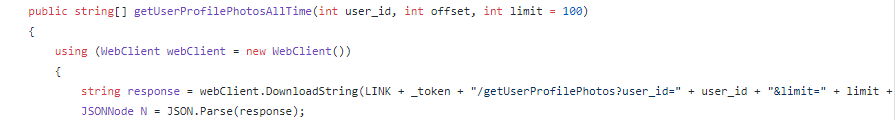 public string[] getUserProfilePhotosAllTime(int user_id, int offset, int limit = 100)
{
using (WebClient webClient = new WebClient())
{
string response = webClient.DownloadString(LINK + _token + "/getUserProfilePhotos?user_id=" + user_id + "&limit=" + limit +
JSONNode N = JSON.Parse(response);